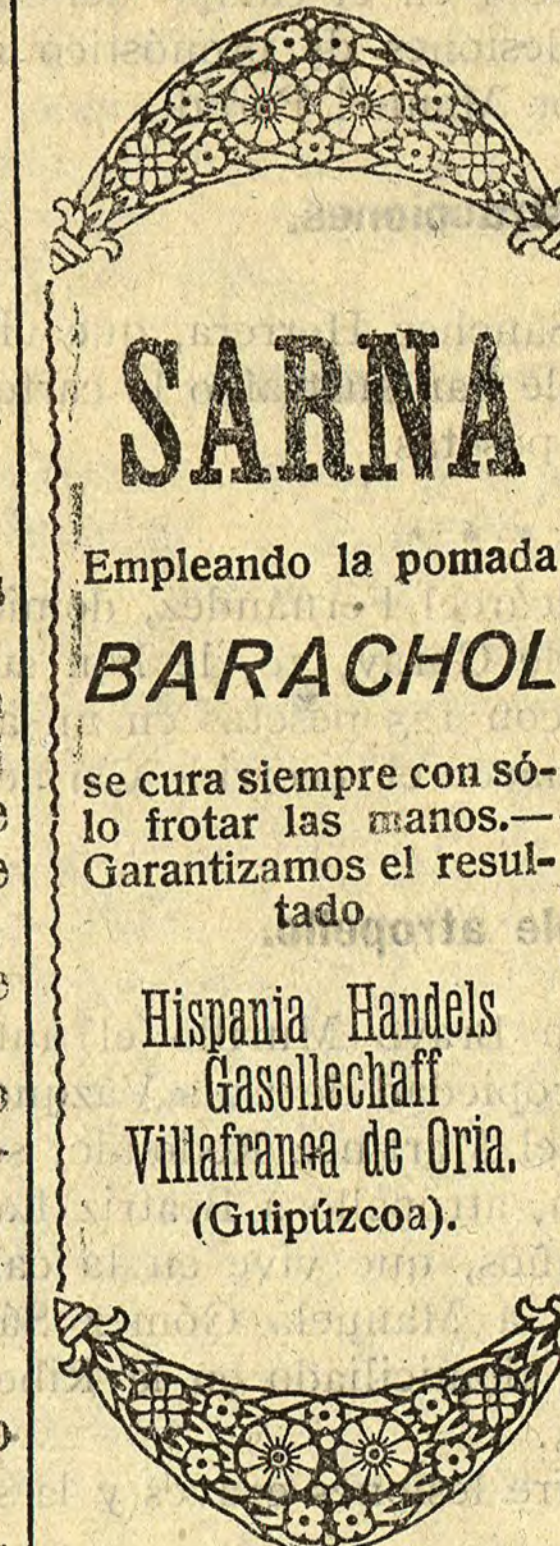 SARNA
Empleando la pomada
BARACHOL
se cura siempre con só-
lo frotar las manos.—
Garantizamos el resul-
tado
Hispania Handels
Gasollechaff
Villafranca de Oria.
(Guipúzcoa).